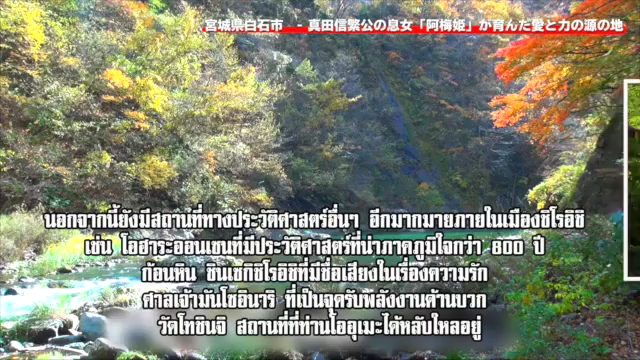 宮城県白石市 - 真田信繁公の息女「阿梅姫」が育んだ愛と力の源の地
นอกจากนี้ยังมีสถานที่ทางประวัติศาสตร์อื่นๆ อีกมากมายภายในเมืองชิโรอิชิ
เช่น โอฮาระออนเซนที่มีประวัติศาสตร์ที่น่าภาคภูมิใจกว่า 800 ปี
ก้อนหิน ชินเซกิชิโรอิชิที่มีชื่อเสียงในเรื่องความรัก
ศาลเจ้ามันโซอินาริ ที่เป็นจุดรับพลังงานด้านบวก
วัดโทชินจิ สถานที่ที่ท่านโออุเมะได้หลับใหลอยู่